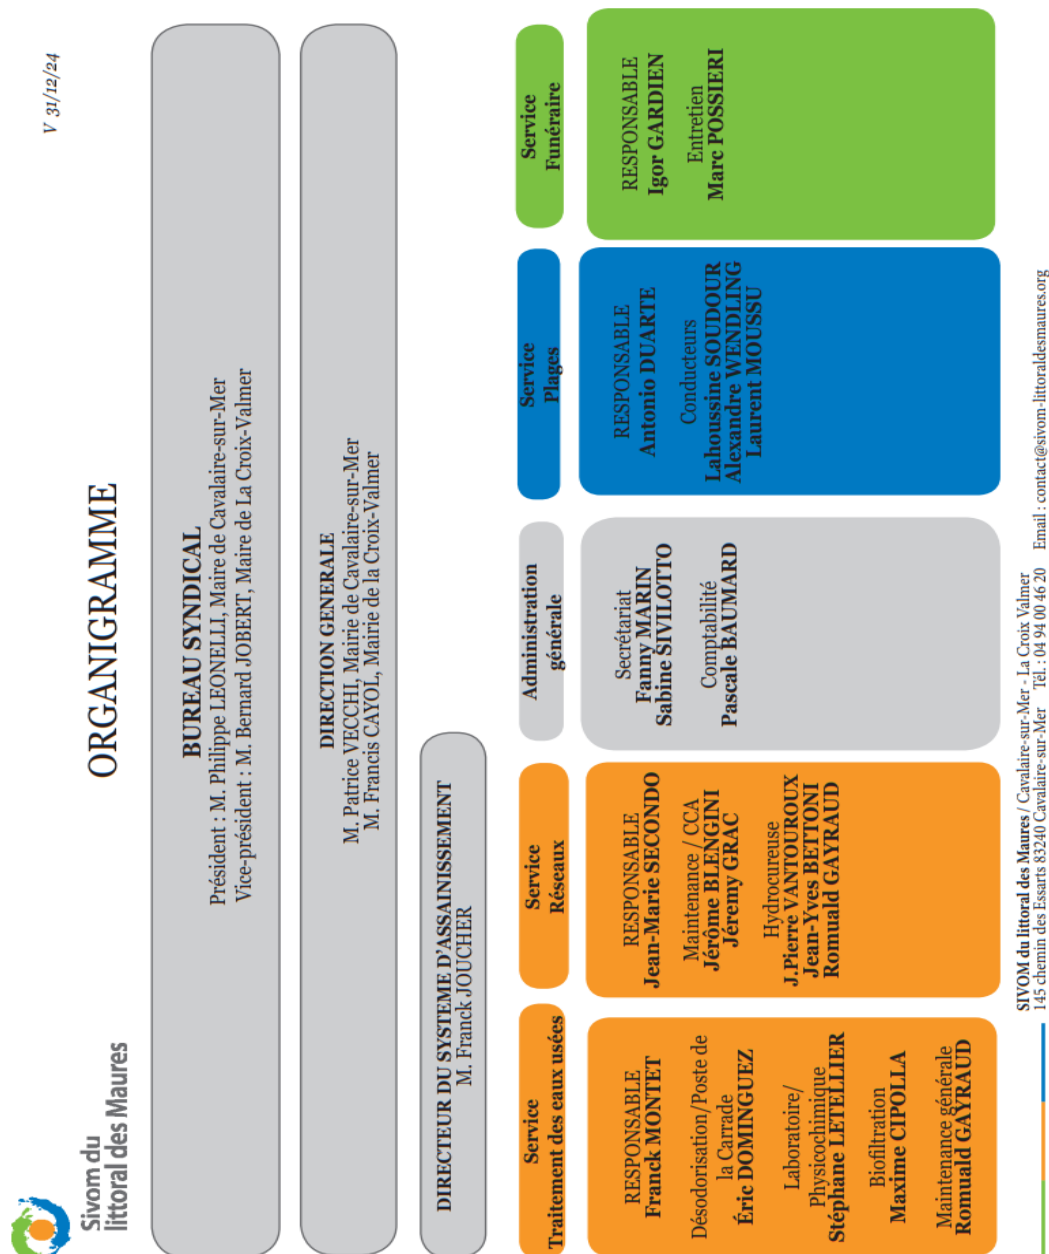 Sivom du
littoral des Maures
ORGANIGRAMME
V 31/12/24
BUREAU SYNDICAL
Président : M. Philippe LEONELLI, Maire de Cavalaire-sur-Mer
Vice-président : M. Bernard JOBERT, Maire de La Croix-Valmer
DIRECTION GENERALE
M. Patrice VECCHI, Mairie de Cavalaire-sur-Mer
M. Francis CAYOL, Mairie de la Croix-Valmer
DIRECTEUR DU SYSTEME D'ASSAINISSEMENT
M. Franck JOUCHER
Service
Traitement des eaux usées
RESPONSABLE
Franck MONTET
Désodorisation/Poste de
la Carrade
Éric DOMINGUEZ
Laboratoire/
Physicochimique
Stéphane LETELLIER
Biofiltration
Maxime CIPOLLA
Maintenance générale
Romuald GAYRAUD
Service
Réseaux
RESPONSABLE
Jean-Marie SECONDO
Maintenance / CCA
Jérôme BLENGINI
Jéremy GRAC
Hydrocureuse
J.Pierre VANTOUROUX
Jean-Yves BETTONI
Romuald GAYRAUD
Administration
générale
Secrétariat
Fanny MARIN
Sabine SIVILOTTO
Comptabilité
Pascale BAUMARD
Service
Plages
RESPONSABLE
Antonio DUARTE
Conducteurs
Lahoussine SOUDOUR
Alexandre WENDLING
Laurent MOUSSU
Service
Funéraire
RESPONSABLE
Igor GARDIEN
Entretien
Marc POSSIERI
SIVOM du littoral des Maures / Cavalaire-sur-Mer - La Croix Valmer
145 chemin des Essarts 83240 Cavalaire-sur-Mer Tél. : 04 94 00 46 20 Email : contact@sivom-littoraldesmaures.org